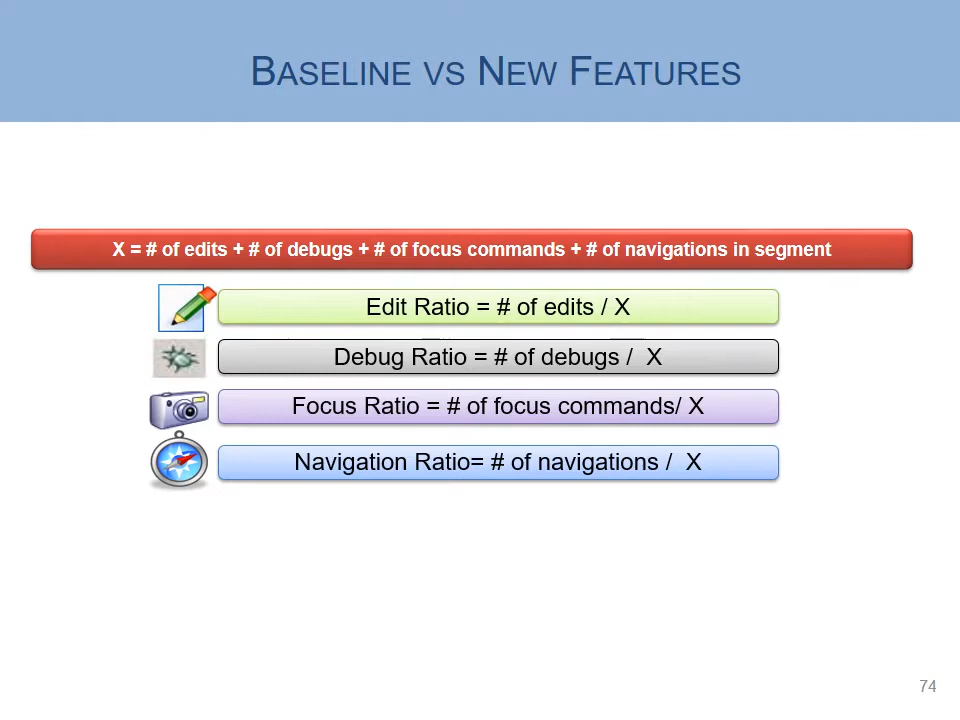 BASELINE VS NEW FEATURES
X = # of edits + # of debugs + # of focus commands + # of navigations in segment
Edit Ratio = # of edits / X
Debug Ratio = # of debugs /  X
Focus Ratio = # of focus commands/ X
Navigation Ratio= # of navigations /  X
74